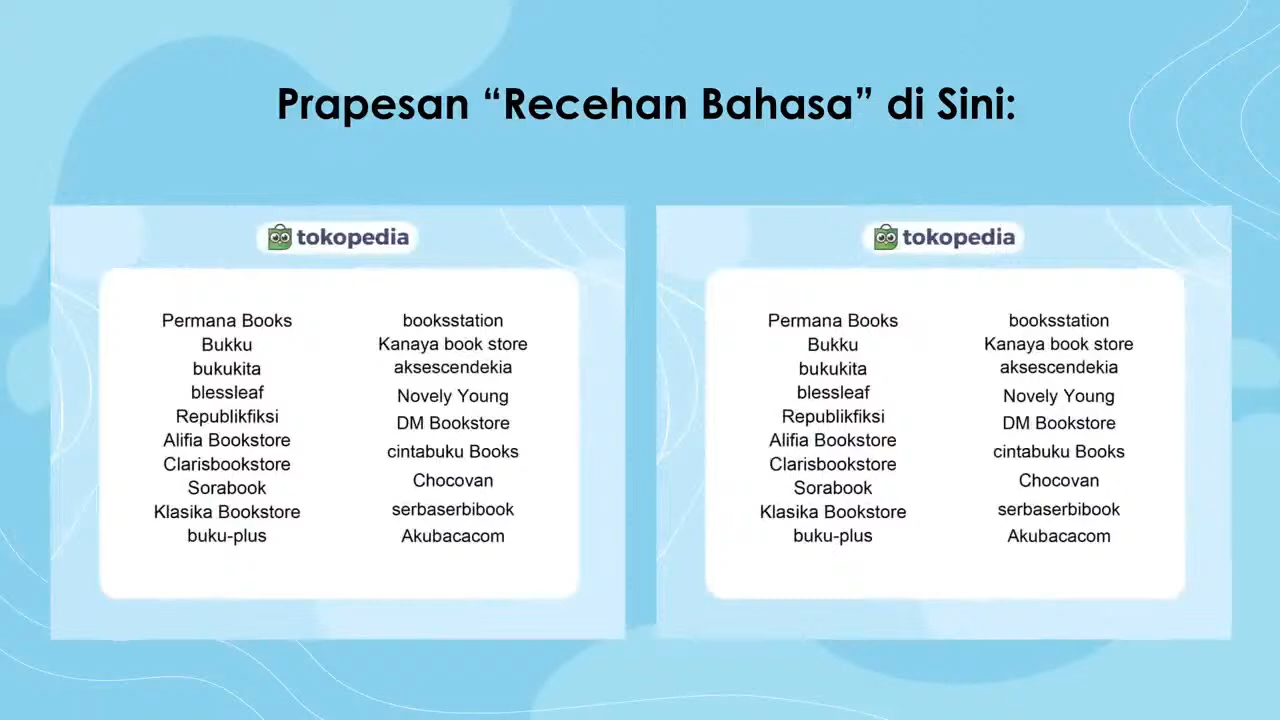 Prapesan “Recehan Bahasa” di Sini:
tokopedia
Permana Books
Bukku
bukukita
blessleaf
Republikfiksi
Alifia Bookstore
Clarisbookstore
Sorabook
Klasika Bookstore
buku-plus
booksstation
Kanaya book store
aksescendekia
Novely Young
DM Bookstore
cintabuku Books
Chocovan
serbaserbibook
Akubacacom
tokopedia
Permana Books
Bukku
bukukita
blessleaf
Republikfiksi
Alifia Bookstore
Clarisbookstore
Sorabook
Klasika Bookstore
buku-plus
booksstation
Kanaya book store
aksescendekia
Novely Young
DM Bookstore
cintabuku Books
Chocovan
serbaserbibook
Akubacacom